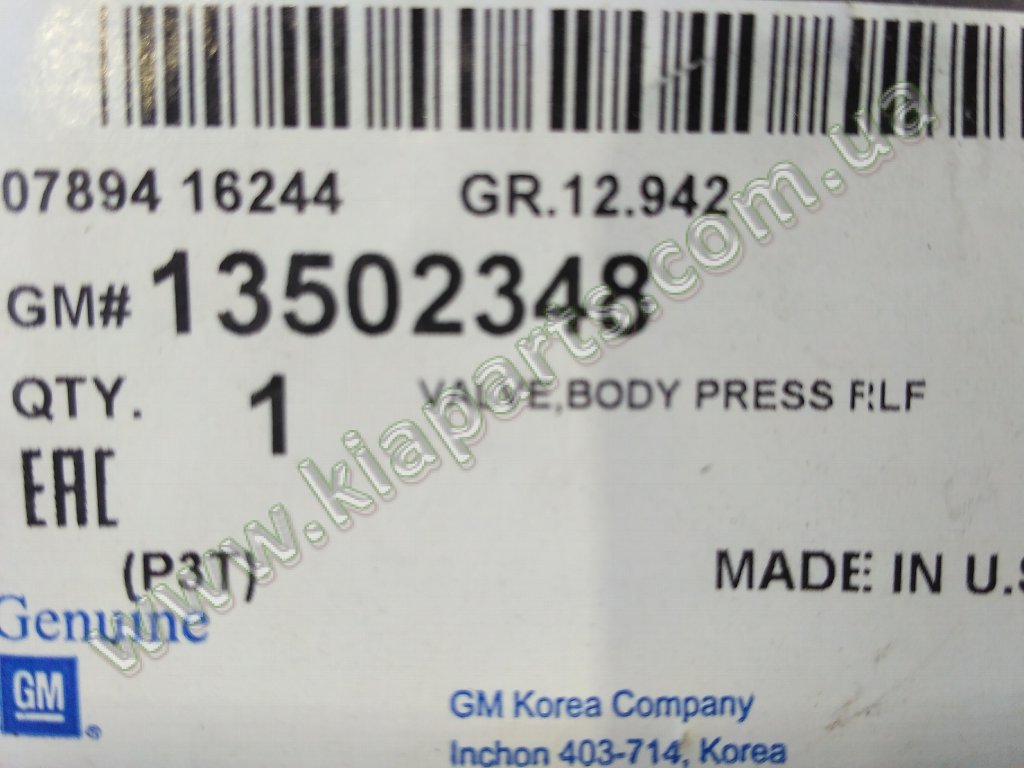 07894 16244 GR.12.942
GM# 13502348
QTY. 1 VALVE,BODY PRESS RLF
EAC
(P3T) MADE IN U.S
Genuine
GM
®
GM Korea Company
Inchon 403-714, Korea
www.kiaparts.com.ua